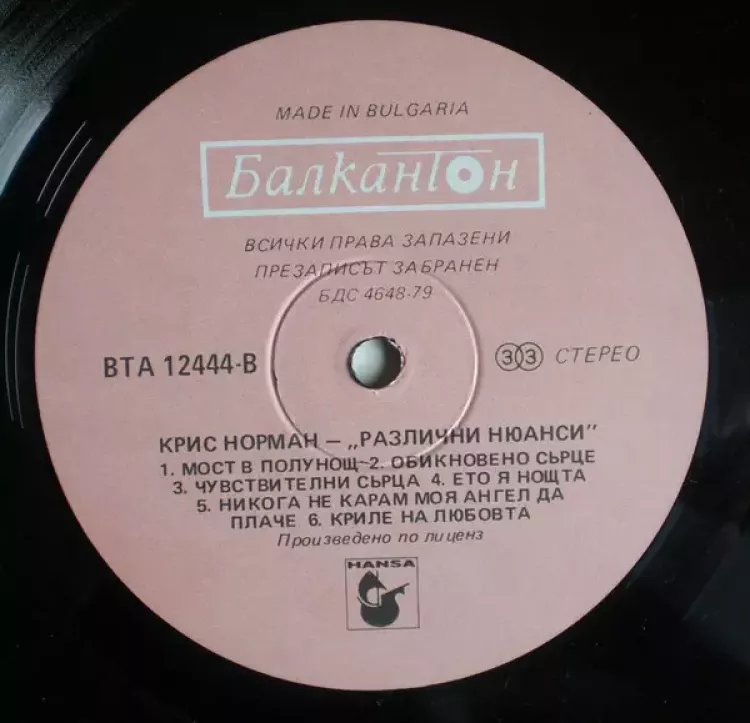 MADE IN BULGARIA
Балкантон
ВСИЧКИ ПРАВА ЗАПАЗЕНИ
ПРЕЗАПИСЪТ ЗАБРАНЕН
БДС 4648-79
ВТА 12444-В
33 СТЕРЕО
КРИС НОРМАН – „РАЗЛИЧНИ НЮАНСИ"
1. МОСТ В ПОЛУНОЩ–2. ОБИКНОВЕНО СЪРЦЕ
3. ЧУВСТВИТЕЛНИ СЪРЦА 4. ЕТО Я НОЩТА
5. НИКОГА НЕ КАРАМ МОЯ АНГЕЛ ДА
ПЛАЧЕ 6. КРИЛЕ НА ЛЮБОВТА
Произведено по лиценз
HANSA